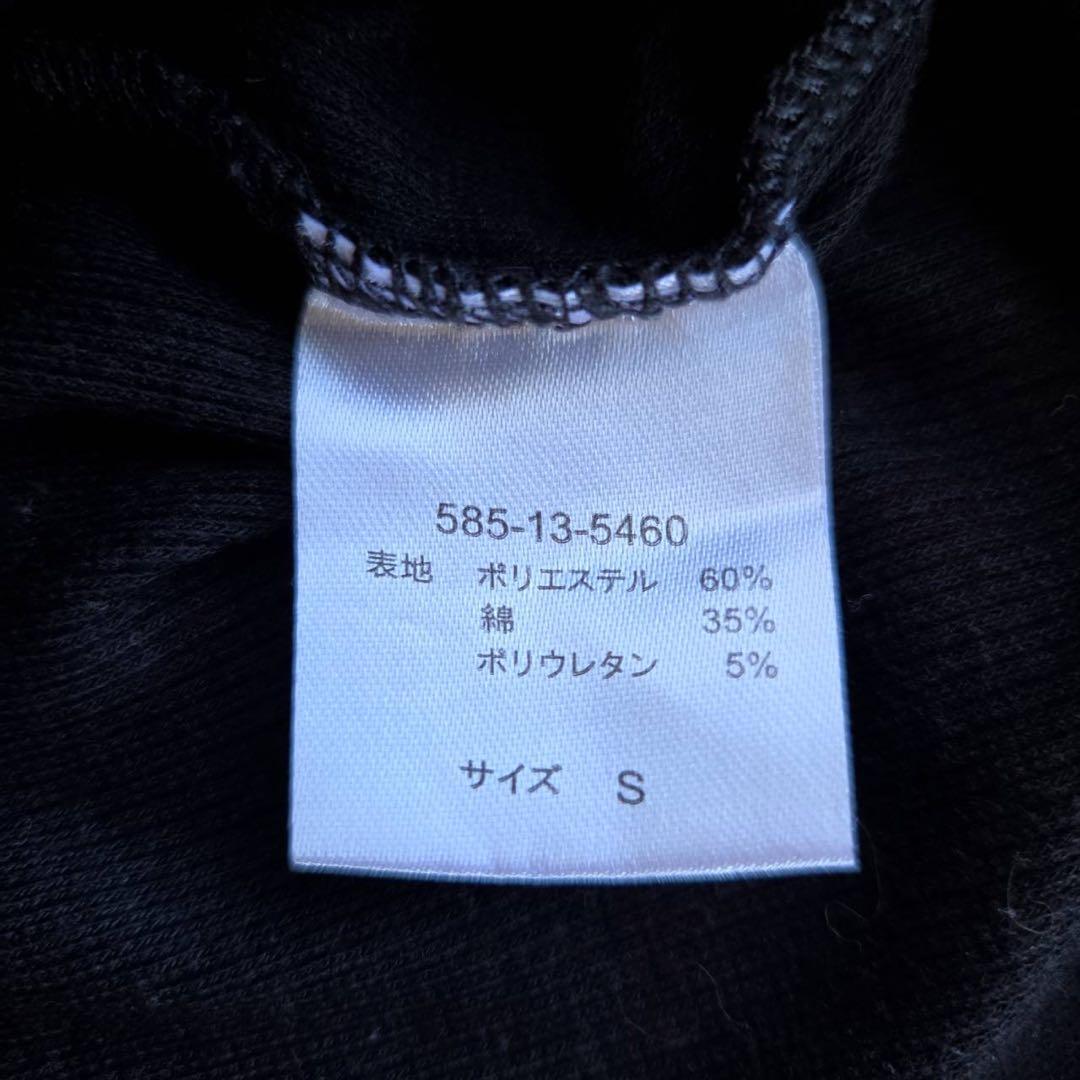 585-13-5460
表地 ポリエステル 60%
綿 35%
ポリウレタン 5%
サイズ S